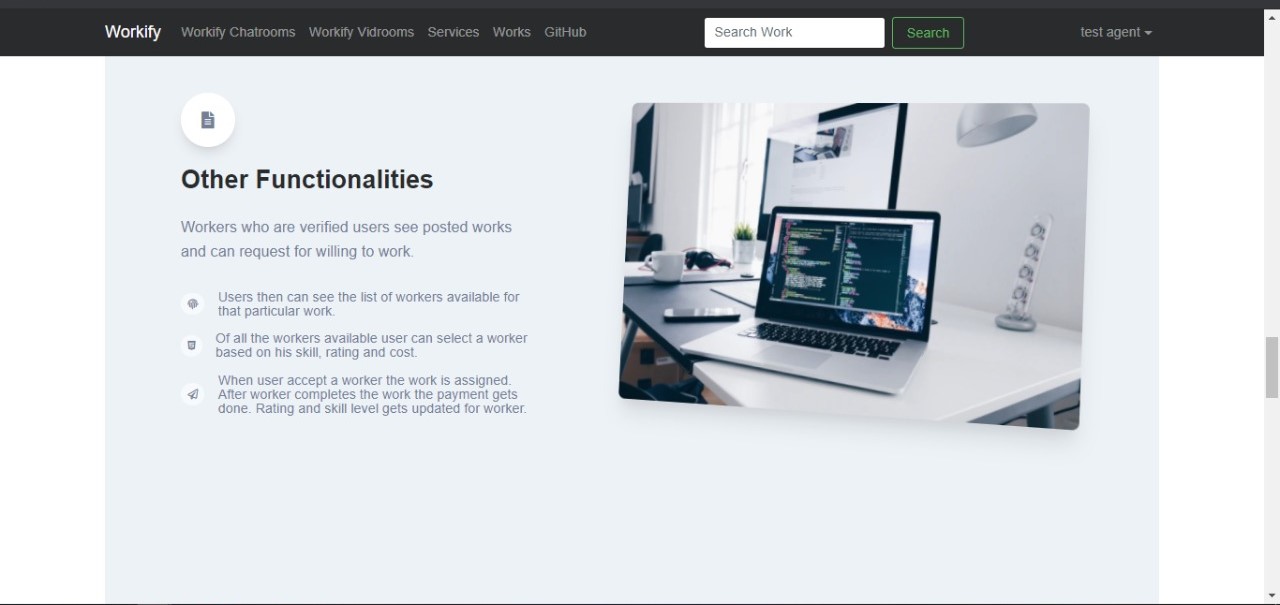 Workify Workify Chatrooms Workify Vidrooms Services Works GitHub Search Work Search test agent
Other Functionalities
Workers who are verified users see posted works
and can request for willing to work.
Users then can see the list of workers available for
that particular work.
Of all the workers available user can select a worker
based on his skill, rating and cost.
When user accept a worker the work is assigned.
After worker completes the work the payment gets
done. Rating and skill level gets updated for worker.